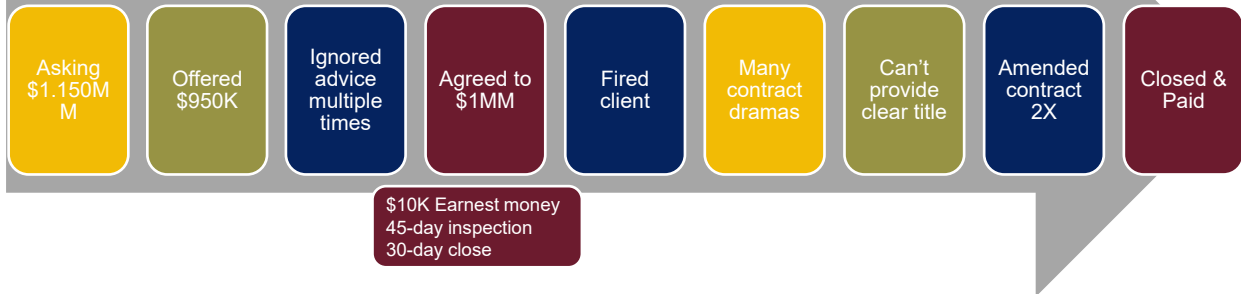 Asking
$1.150M
M
Offered
$950K
Ignored
advice
multiple
times
Agreed to
$1MM
Fired
client
Many
contract
dramas
Can't
provide
clear title
Amended
contract
2X
Closed &
Paid
$10K Earnest money
45-day inspection
30-day close